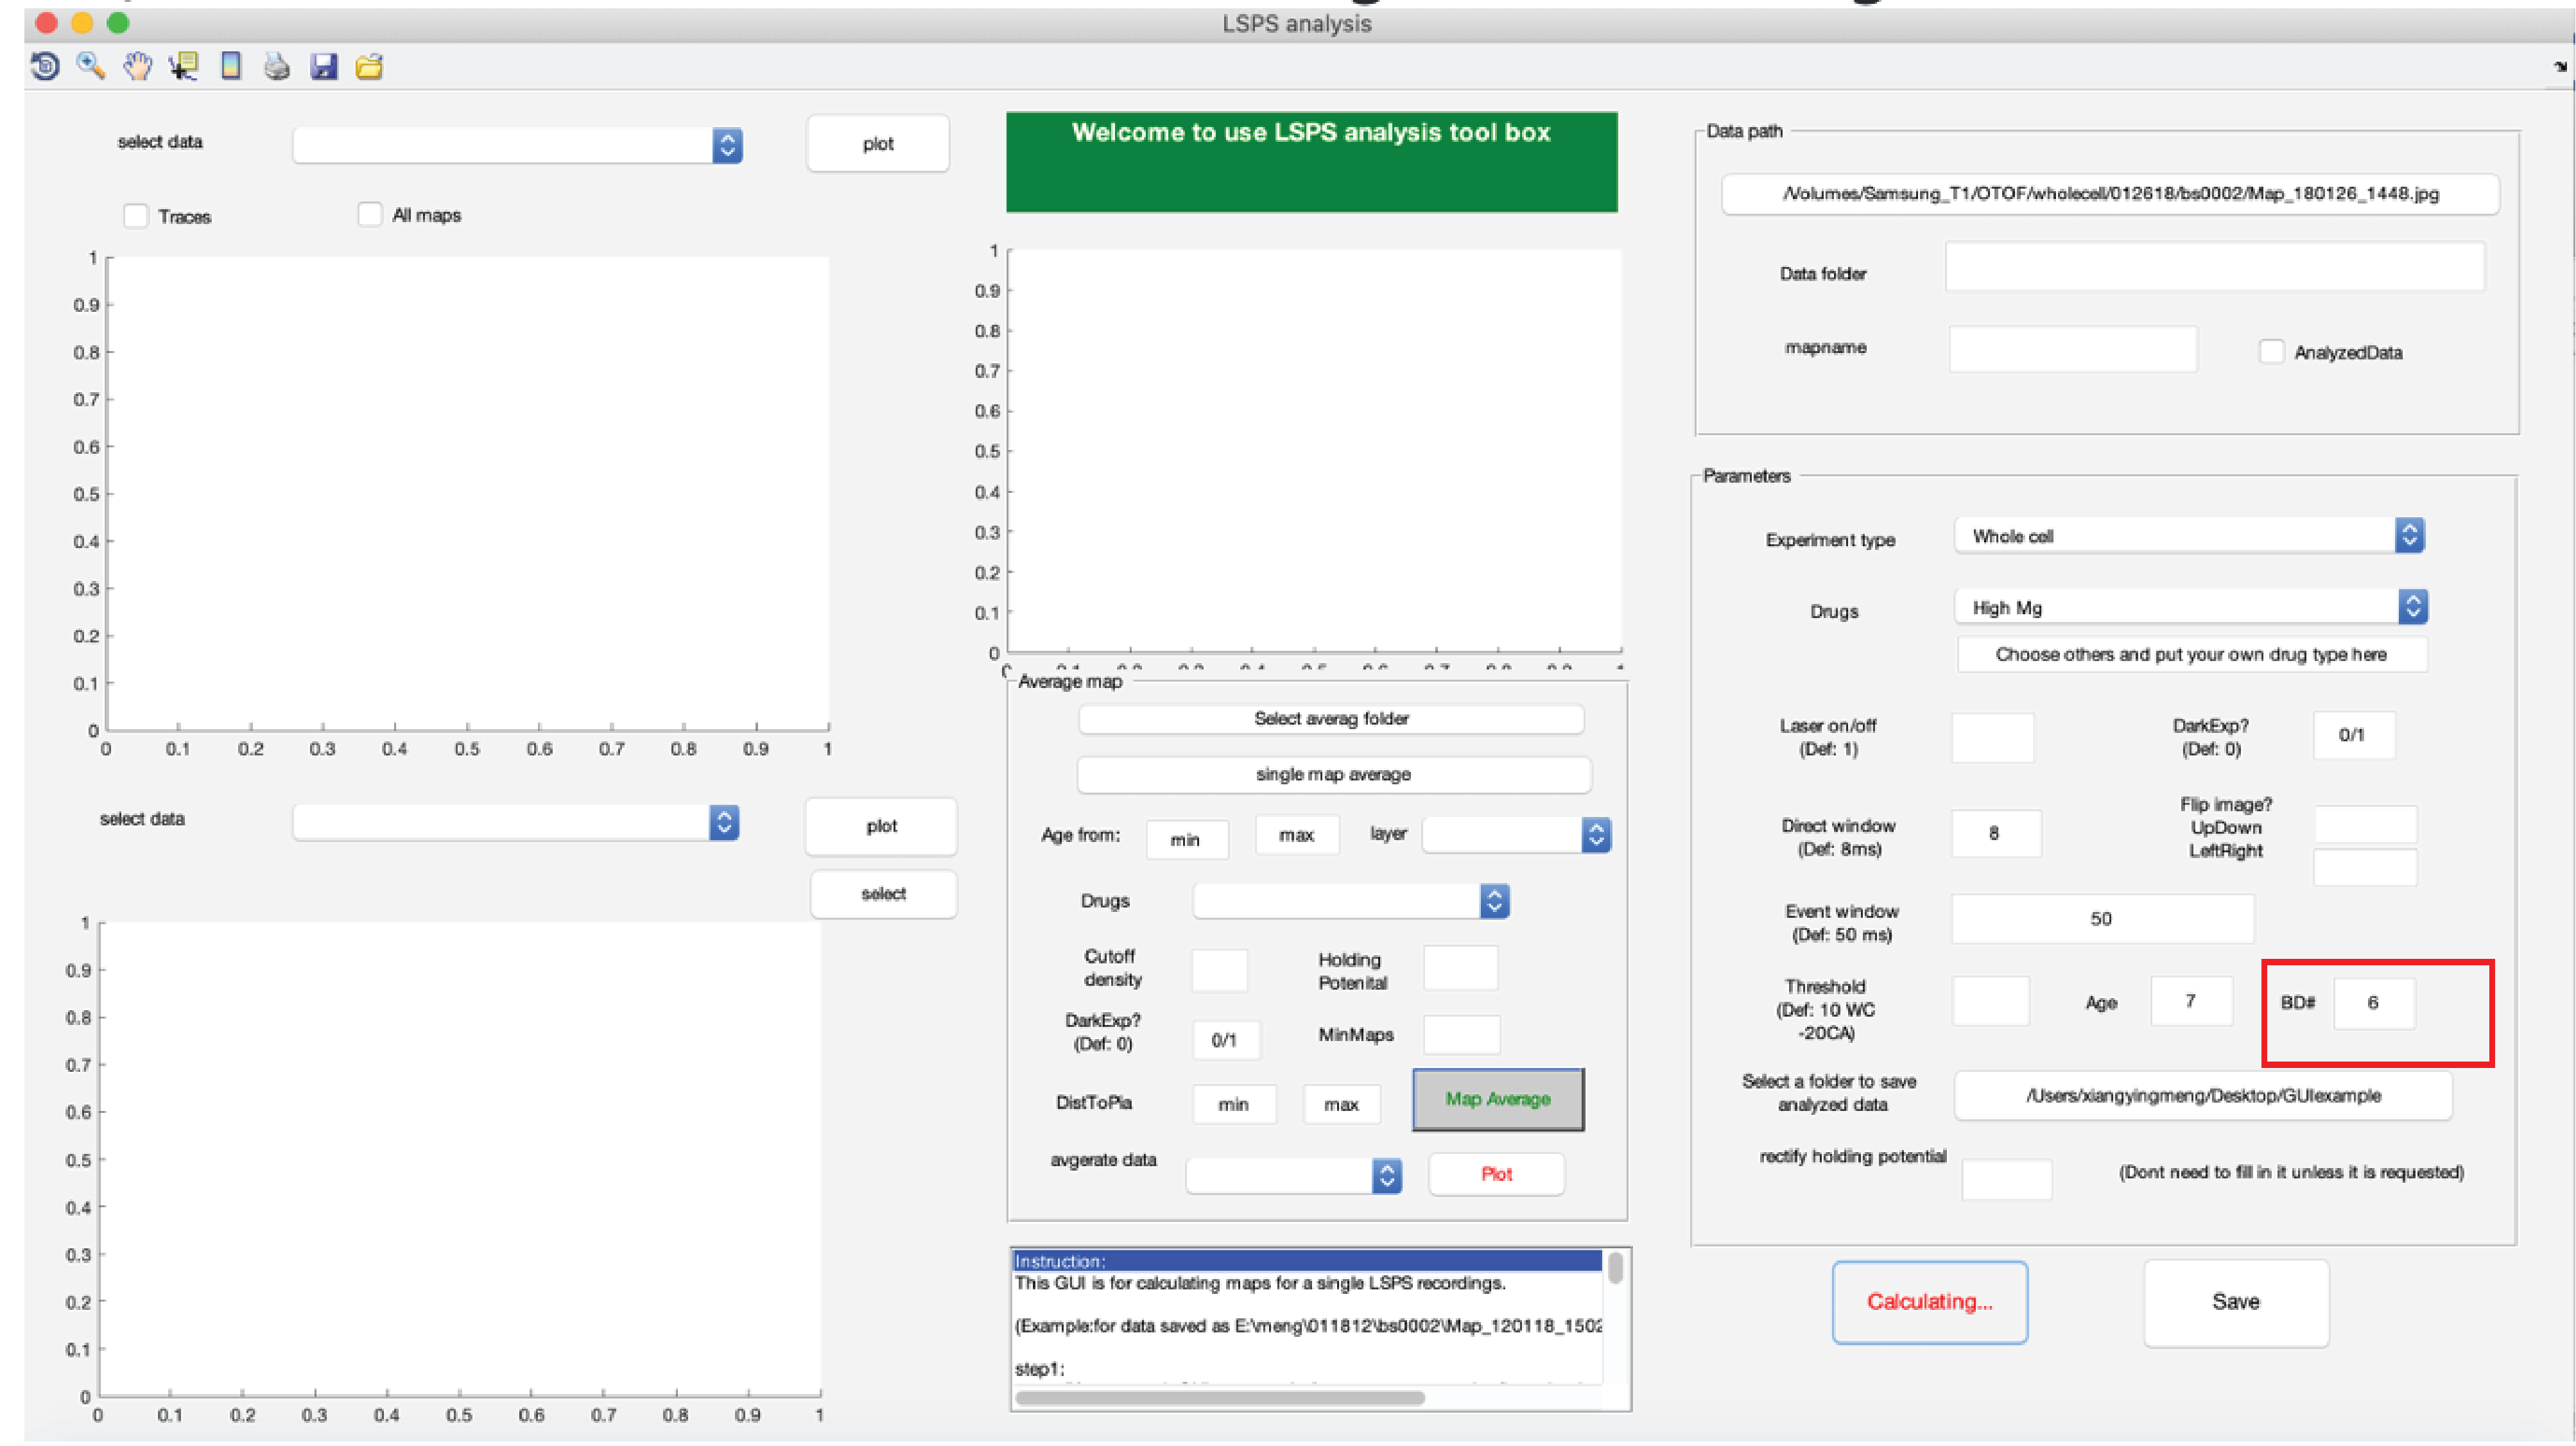 LSPS analysis
select data
plot
Traces
All maps
1
0.9
0.8
0.7
0.6
0.5
0.4
0.3
0.2
0.1
0
0 0.1 0.2 0.3 0.4 0.5 0.6 0.7 0.8 0.9 1
select data
plot
select
1
0.9
0.8
0.7
0.6
0.5
0.4
0.3
0.2
0.1
0
0 0.1 0.2 0.3 0.4 0.5 0.6 0.7 0.8 0.9 1
Welcome to use LSPS analysis tool box
1
0.9
0.8
0.7
0.6
0.5
0.4
0.3
0.2
0.1
0
Average map
Select averag folder
single map average
Age from: min max layer
Drugs
Cutoff
density
Holding
Potenital
DarkExp?
(Def: 0)
0/1
MinMaps
DistToPia min max
Map Average
avgerate data
Plot
Instruction:
This GUI is for calculating maps for a single LSPS recordings.
(Example:for data saved as E:\meng\011812\bs0002\Map_120118_1502
step1:
Data path
/Volumes/Samsung_T1/OTOF/wholecell/012618/bs0002/Map_180126_1448.jpg
Data folder
mapname
AnalyzedData
Parameters
Experiment type
Whole cell
Drugs
High Mg
Choose others and put your own drug type here
Laser on/off
(Def: 1)
DarkExp?
(Def: 0)
0/1
Direct window
(Def: 8ms)
8
Flip image?
UpDown
LeftRight
Event window
(Def: 50 ms)
50
Threshold
(Def: 10 WC
-20CA)
Age
7
BD#
6
Select a folder to save
analyzed data
/Users/xiangyingmeng/Desktop/GUIexample
rectify holding potential
(Dont need to fill in it unless it is requested)
Calculating...
Save